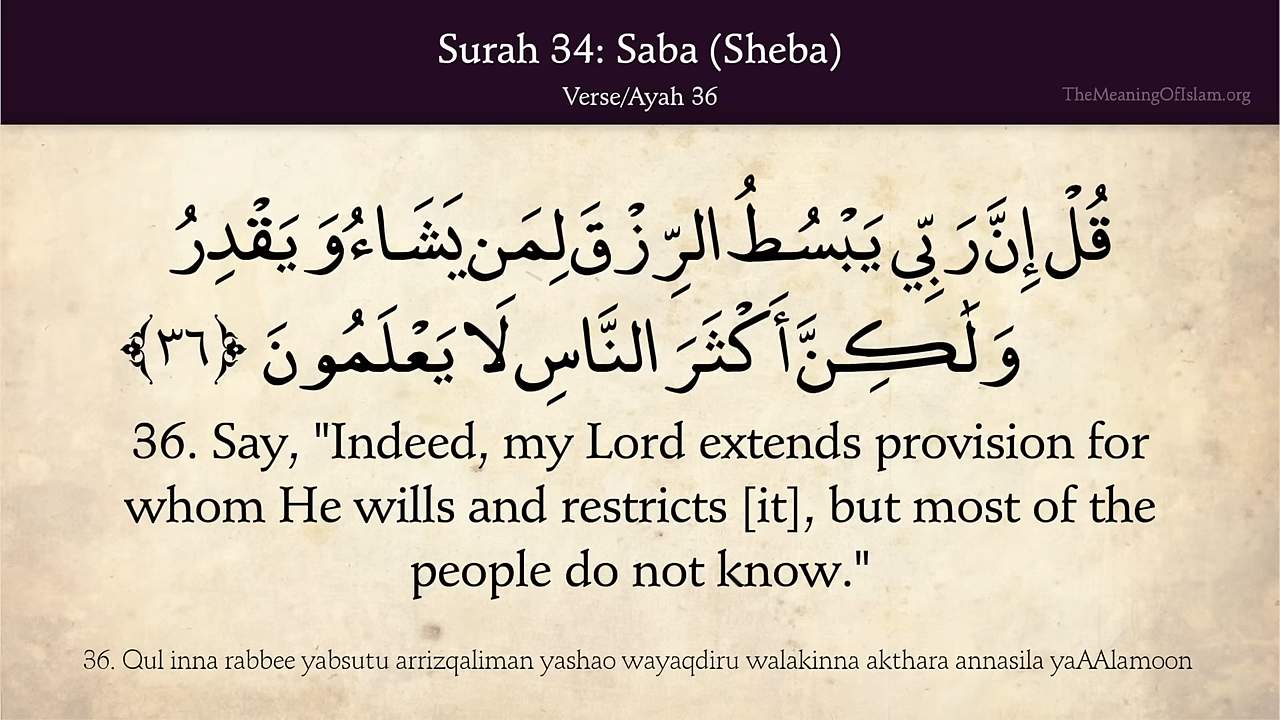 Surah 34: Saba (Sheba)
Verse/Ayah 36
TheMeaningOfIslam.org
قُلْ إِنَّ رَبِّي يَبْسُطُ الرِّزْقَ لِمَن يَشَاءُ وَيَقْدِرُ
وَلَٰكِنَّ أَكْثَرَ النَّاسِ لَا يَعْلَمُونَ ﴿٣٦﴾
36. Say, "Indeed, my Lord extends provision for
whom He wills and restricts [it], but most of the
people do not know."
36. Qul inna rabbee yabsutu arrizqaliman yashao wayaqdiru walakinna akthara annasila yaAAlamoon